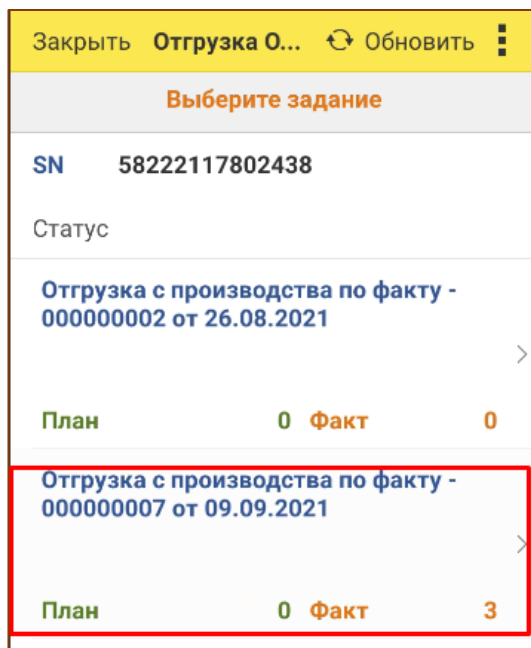 Закрыть Отгрузка О... Обновить
Выберите задание
SN 58222117802438
Статус
Отгрузка с производства по факту -
000000002 от 26.08.2021
План 0 Факт 0
Отгрузка с производства по факту -
000000007 от 09.09.2021
План 0 Факт 3